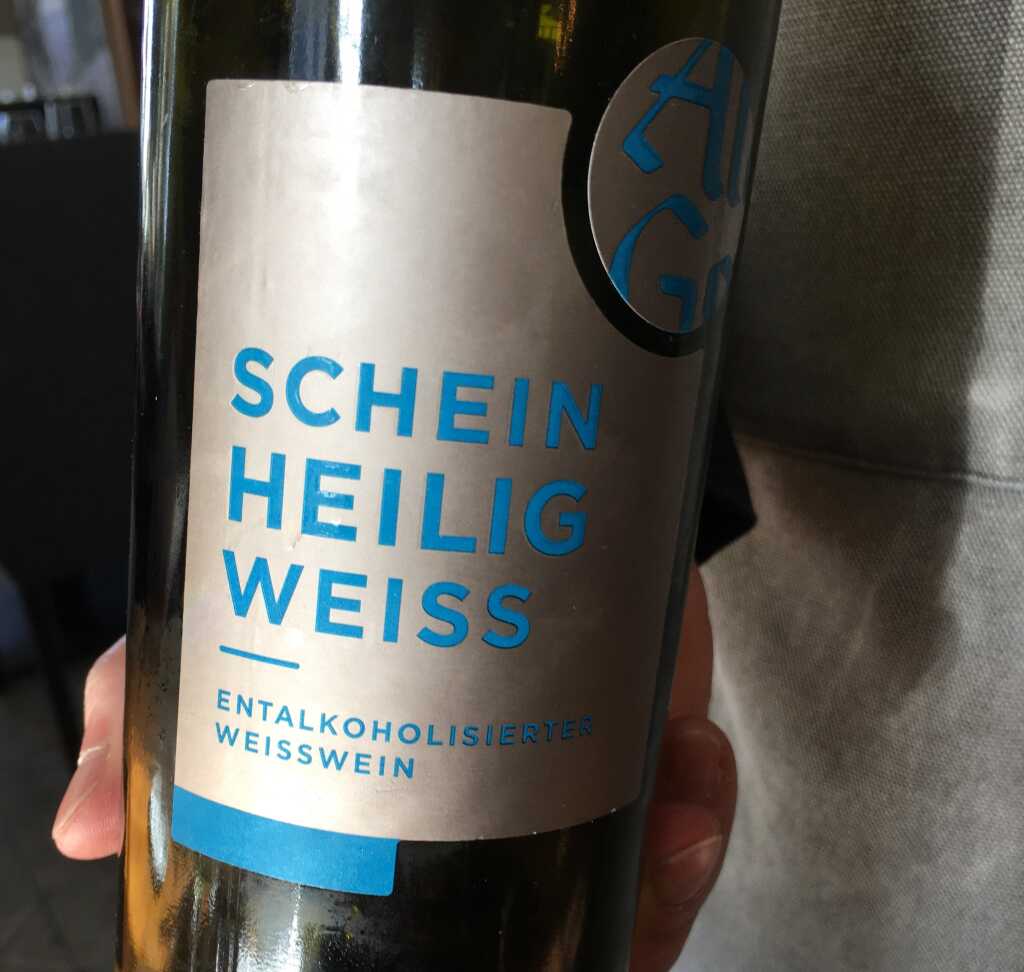 SCHEIN
HEILIG
WEISS
ENTALKOHOLISIERTER
WEISSWEIN